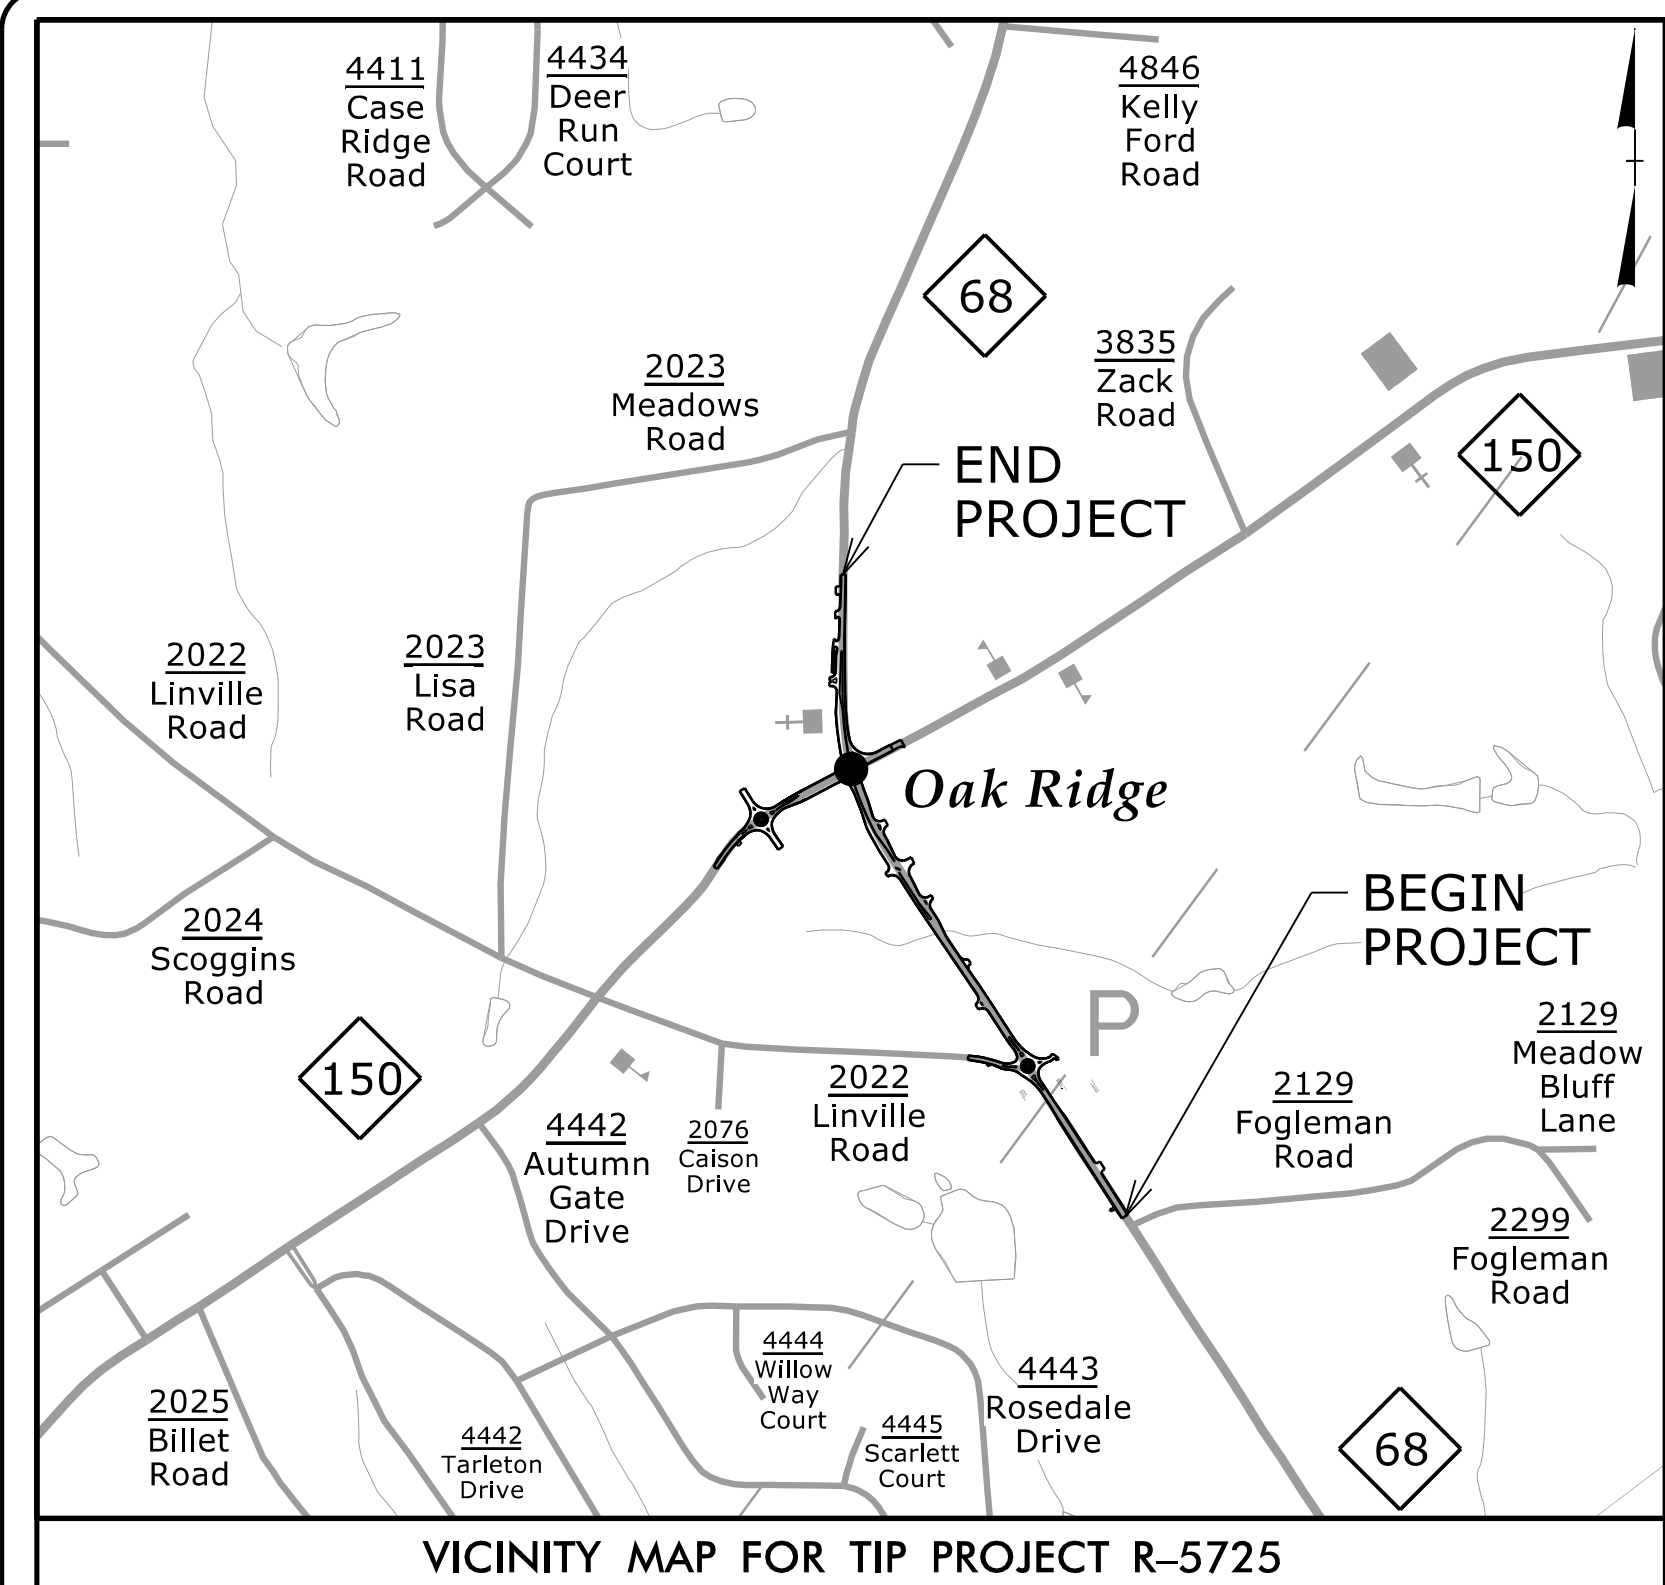 4411
Case
Ridge
Road
4434
Deer
Run
Court
4846
Kelly
Ford
Road
68
3835
Zack
Road
2023
Meadows
Road
150
END
PROJECT
2022
Linville
Road
2023
Lisa
Road
Oak Ridge
BEGIN
PROJECT
2024
Scoggins
Road
P
2129
Meadow
Bluff
Lane
150
2022
Linville
Road
2129
Fogleman
Road
4442
Autumn
Gate
Drive
2076
Caison
Drive
2299
Fogleman
Road
4444
Willow
Way
Court
4443
Rosedale
Drive
2025
Billet
Road
4442
Tarleton
Drive
4445
Scarlett
Court
68
VICINITY MAP FOR TIP PROJECT R–5725